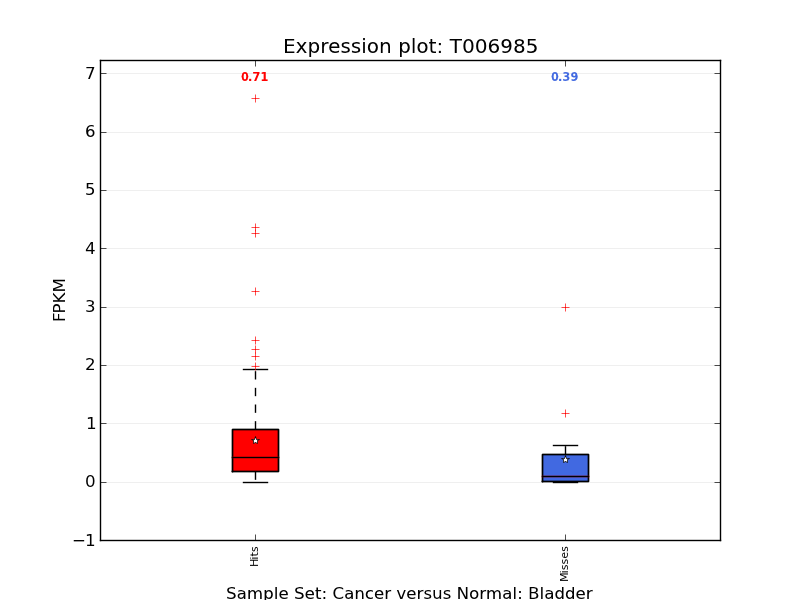 Expression plot: T006985
0.71
0.39
7
6
5
4
3
2
1
0
−1
FPKM
Hits
Misses
Sample Set: Cancer versus Normal: Bladder